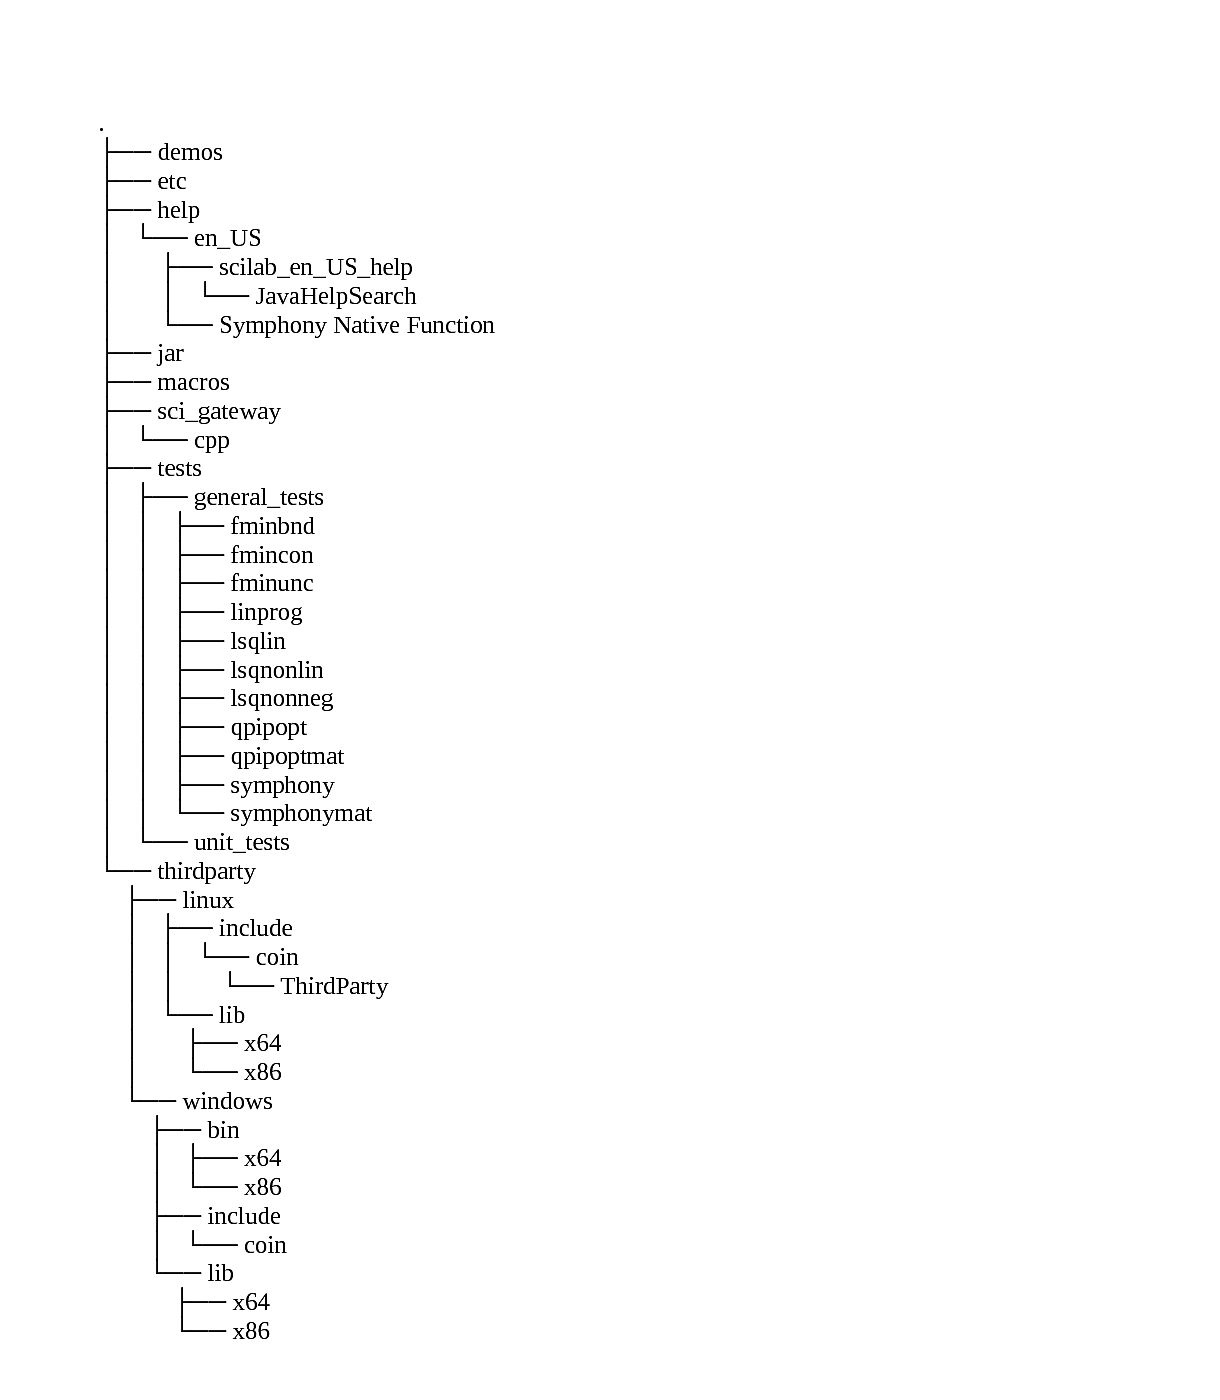 .
├── demos
├── etc
├── help
│   └── en_US
│       ├── scilab_en_US_help
│       │   └── JavaHelpSearch
│       └── Symphony Native Function
├── jar
├── macros
├── sci_gateway
│   └── cpp
├── tests
│   ├── general_tests
│   │   ├── fminbnd
│   │   ├── fmincon
│   │   ├── fminunc
│   │   ├── linprog
│   │   ├── lsqlin
│   │   ├── lsqnonlin
│   │   ├── lsqnonneg
│   │   ├── qpipopt
│   │   ├── qpipoptmat
│   │   ├── symphony
│   │   └── symphonymat
│   └── unit_tests
└── thirdparty
    ├── linux
    │   ├── include
    │   │   └── coin
    │   │       └── ThirdParty
    │   └── lib
    │       ├── x64
    │       └── x86
    └── windows
        ├── bin
        │   ├── x64
        │   └── x86
        ├── include
        │   └── coin
        └── lib
            ├── x64
            └── x86